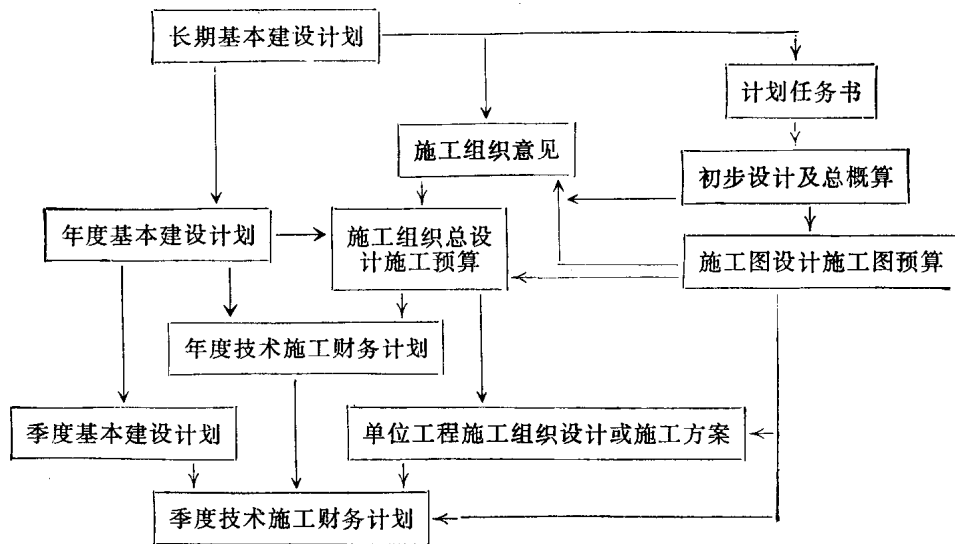 长期基本建设计划
计划任务书
施工组织意见
初步设计及总概算
年度基本建设计划
施工组织总设
计施工预算
施工图设计施工图预算
年度技术施工财务计划
季度基本建设计划
单位工程施工组织设计或施工方案
季度技术施工财务计划